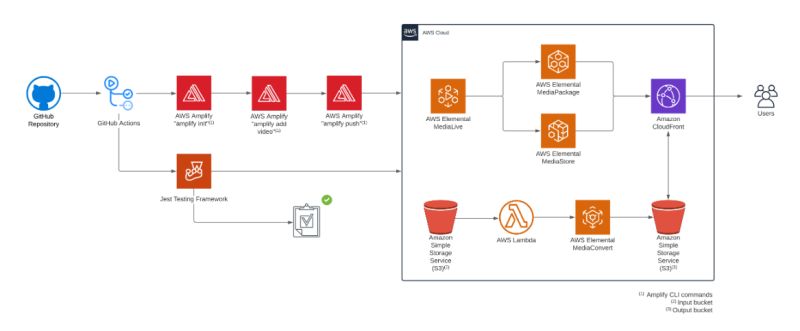 aws
AWS Cloud
GitHub
Repository
GitHub Actions
AWS Amplify
"amplify init"(1)
AWS Amplify
"amplify add
video"(1)
AWS Amplify
"amplify push"(1)
AWS Elemental
MediaLive
AWS Elemental
MediaPackage
AWS Elemental
MediaStore
Amazon
CloudFront
Users
Jest Testing Framework
Amazon
Simple
Storage
Service
(S3)(2)
AWS Lambda
AWS Elemental
MediaConvert
Amazon
Simple
Storage
Service
(S3)(3)
(1) Amplify CLI commands
(2) Input bucket
(3) Output bucket